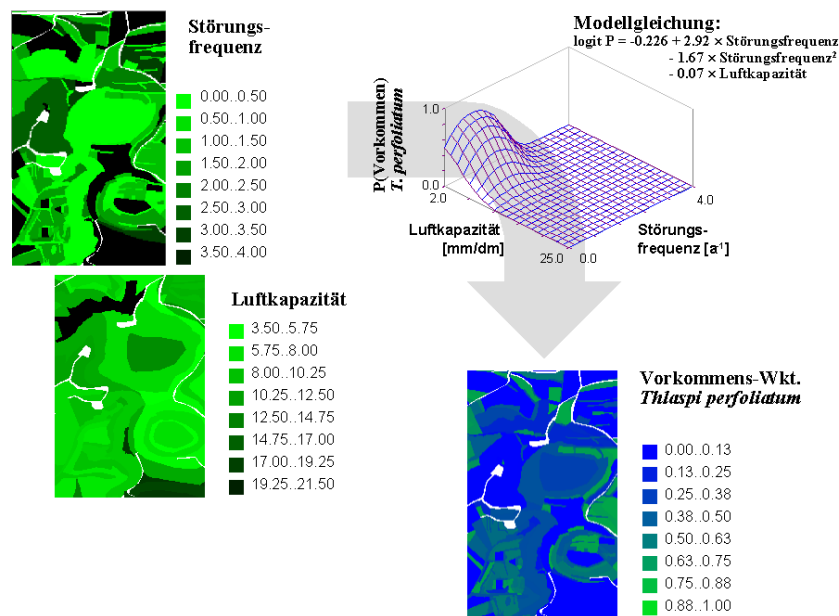 Störungs-
frequenz
0.00..0.50
0.50..1.00
1.00..1.50
1.50..2.00
2.00..2.50
2.50..3.00
3.00..3.50
3.50..4.00
Modellgleichung:
logit P = -0.226 + 2.92 × Störungsfrequenz
- 1.67 × Störungsfrequenz²
- 0.07 × Luftkapazität
P(Vorkommen)
T. perfoliatum
1.0
0.0
2.0
4.0
Luftkapazität
[mm/dm]
Störungs-
frequenz [a⁻¹]
25.0
0.0
Luftkapazität
3.50..5.75
5.75..8.00
8.00..10.25
10.25..12.50
12.50..14.75
14.75..17.00
17.00..19.25
19.25..21.50
Vorkommens-Wkt.
Thlaspi perfoliatum
0.00..0.13
0.13..0.25
0.25..0.38
0.38..0.50
0.50..0.63
0.63..0.75
0.75..0.88
0.88..1.00